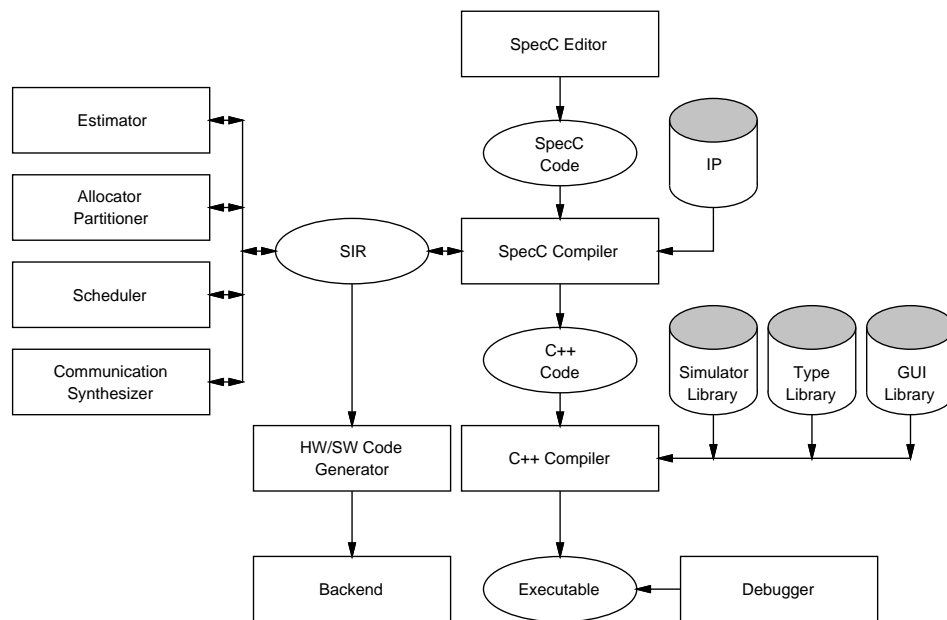 SpecC Editor
Estimator
SpecC
Code
IP
Allocator
Partitioner
SIR
SpecC Compiler
Scheduler
C++
Code
Simulator
Library
Type
Library
GUI
Library
Communication
Synthesizer
HW/SW Code
Generator
C++ Compiler
Backend
Executable
Debugger